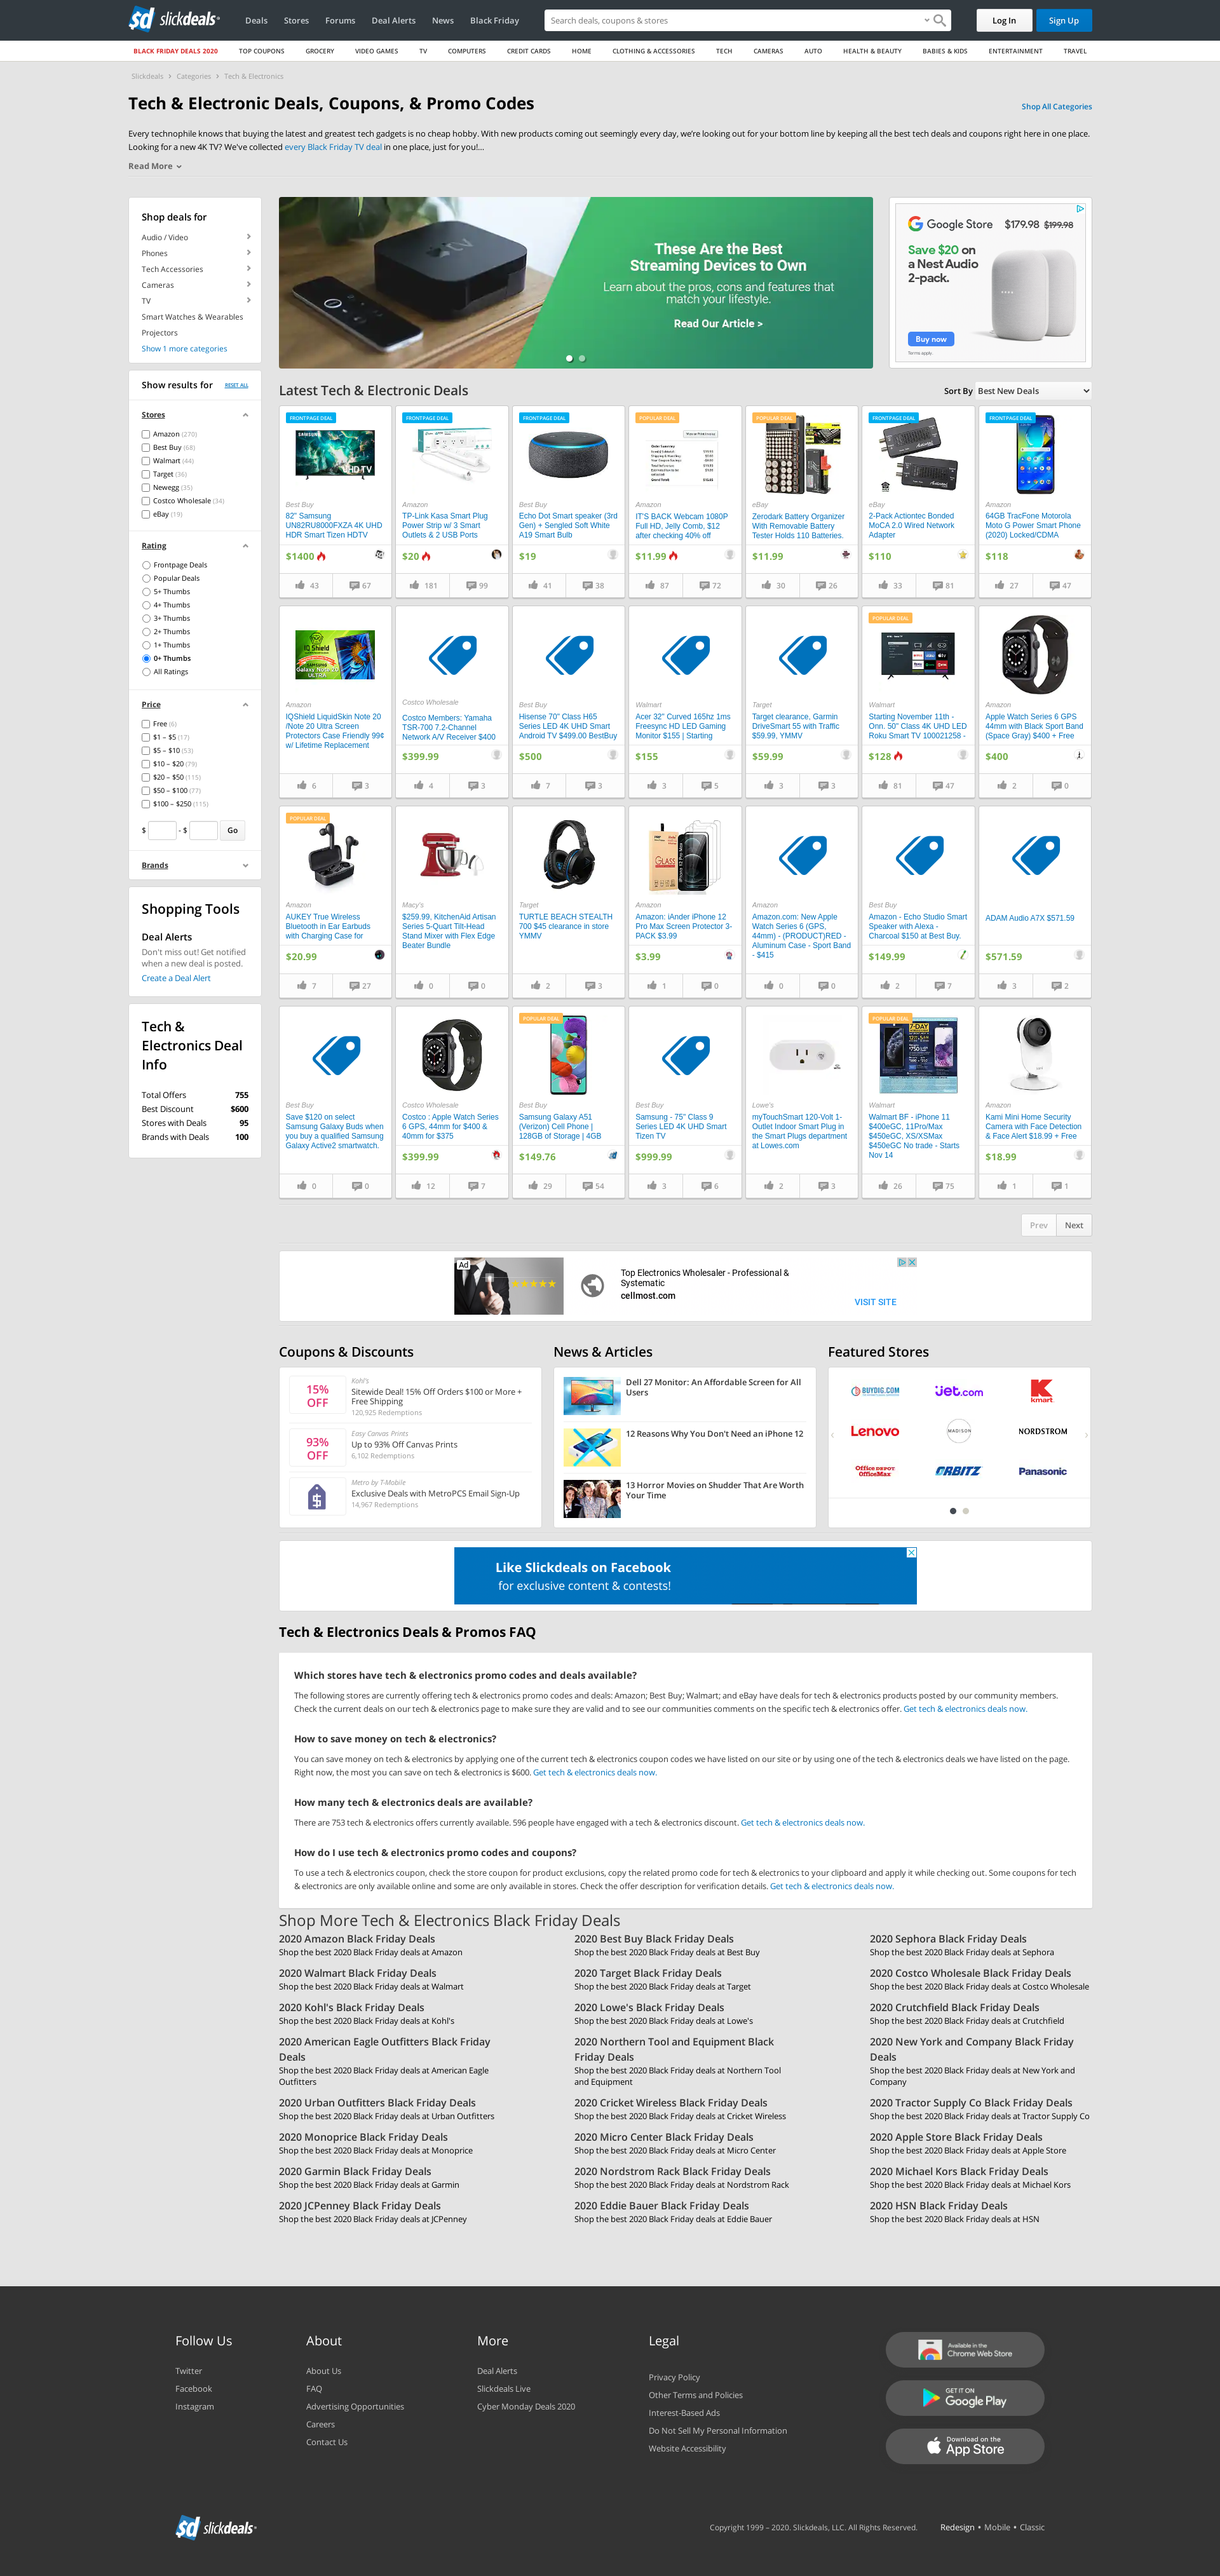 slickdeals
Deals Stores Forums Deal Alerts News Black Friday
Search deals, coupons & stores
Log In
Sign Up
BLACK FRIDAY DEALS 2020 TOP COUPONS GROCERY VIDEO GAMES TV COMPUTERS CREDIT CARDS HOME CLOTHING & ACCESSORIES TECH CAMERAS AUTO HEALTH & BEAUTY BABIES & KIDS ENTERTAINMENT TRAVEL
Slickdeals > Categories > Tech & Electronics
Tech & Electronic Deals, Coupons, & Promo Codes
Shop All Categories
Every technophile knows that buying the latest and greatest tech gadgets is no cheap hobby. With new products coming out seemingly every day, we're looking out for your bottom line by keeping all the best tech deals and coupons right here in one place.
Looking for a new 4K TV? We've collected every Black Friday TV deal in one place, just for you!...
Read More
Shop deals for
Audio / Video
Phones
Tech Accessories
Cameras
TV
Smart Watches & Wearables
Projectors
Show 1 more categories
Show results for RESET ALL
Stores
Amazon (270)
Best Buy (68)
Walmart (44)
Target (36)
Newegg (35)
Costco Wholesale (34)
eBay (19)
Rating
Frontpage Deals
Popular Deals
5+ Thumbs
4+ Thumbs
3+ Thumbs
2+ Thumbs
1+ Thumbs
0+ Thumbs
All Ratings
Price
Free (6)
$1 – $5 (17)
$5 – $10 (53)
$10 – $20 (79)
$20 – $50 (115)
$50 – $100 (77)
$100 – $250 (115)
$ - $ Go
Brands
Shopping Tools
Deal Alerts
Don't miss out! Get notified
when a new deal is posted.
Create a Deal Alert
Tech &
Electronics Deal
Info
Total Offers 755
Best Discount $600
Stores with Deals 95
Brands with Deals 100
These Are the Best
Streaming Devices to Own
Learn about the pros, cons and features that
match your lifestyle.
Read Our Article >
Google Store $179.98 $199.98
Save $20 on
a Nest Audio
2-pack.
Buy now
Terms apply.
Latest Tech & Electronic Deals
Sort By Best New Deals
FRONTPAGE DEAL
Best Buy
82" Samsung
UN82RU8000FXZA 4K UHD
HDR Smart Tizen HDTV
$1400
43 67
FRONTPAGE DEAL
Amazon
TP-Link Kasa Smart Plug
Power Strip w/ 3 Smart
Outlets & 2 USB Ports
$20
181 99
FRONTPAGE DEAL
Best Buy
Echo Dot Smart speaker (3rd
Gen) + Sengled Soft White
A19 Smart Bulb
$19
41 38
POPULAR DEAL
Amazon
IT'S BACK Webcam 1080P
Full HD, Jelly Comb, $12
after checking 40% off
$11.99
87 72
POPULAR DEAL
eBay
Zerodark Battery Organizer
With Removable Battery
Tester Holds 110 Batteries.
$11.99
30 26
FRONTPAGE DEAL
eBay
2-Pack Actiontec Bonded
MoCA 2.0 Wired Network
Adapter
$110
33 81
FRONTPAGE DEAL
Amazon
64GB TracFone Motorola
Moto G Power Smart Phone
(2020) Locked/CDMA
$118
27 47
IQ Shield
Galaxy Note 20
ULTRA
Amazon
IQShield LiquidSkin Note 20
/Note 20 Ultra Screen
Protectors Case Friendly 99¢
w/ Lifetime Replacement
6 3
Costco Wholesale
Costco Members: Yamaha
TSR-700 7.2-Channel
Network A/V Receiver $400
$399.99
4 3
Best Buy
Hisense 70" Class H65
Series LED 4K UHD Smart
Android TV $499.00 BestBuy
$500
7 3
Walmart
Acer 32" Curved 165hz 1ms
Freesync HD LED Gaming
Monitor $155 | Starting
$155
3 5
Target
Target clearance, Garmin
DriveSmart 55 with Traffic
$59.99, YMMV
$59.99
3 3
POPULAR DEAL
Walmart
Starting November 11th -
Onn. 50" Class 4K UHD LED
Roku Smart TV 100021258 -
$128
81 47
Amazon
Apple Watch Series 6 GPS
44mm with Black Sport Band
(Space Gray) $400 + Free
$400
2 0
POPULAR DEAL
Amazon
AUKEY True Wireless
Bluetooth in Ear Earbuds
with Charging Case for
$20.99
7 27
Macy's
$259.99, KitchenAid Artisan
Series 5-Quart Tilt-Head
Stand Mixer with Flex Edge
Beater Bundle
0 0
Target
TURTLE BEACH STEALTH
700 $45 clearance in store
YMMV
2 3
GLASS
Amazon
Amazon: iAnder iPhone 12
Pro Max Screen Protector 3-
PACK $3.99
$3.99
1 0
Amazon
Amazon.com: New Apple
Watch Series 6 (GPS,
44mm) - (PRODUCT)RED -
Aluminum Case - Sport Band
- $415
0 0
Best Buy
Amazon - Echo Studio Smart
Speaker with Alexa -
Charcoal $150 at Best Buy.
$149.99
2 7
ADAM Audio A7X $571.59
$571.59
3 2
Best Buy
Save $120 on select
Samsung Galaxy Buds when
you buy a qualified Samsung
Galaxy Active2 smartwatch.
0 0
Costco Wholesale
Costco : Apple Watch Series
6 GPS, 44mm for $400 &
40mm for $375
$399.99
12 7
POPULAR DEAL
Best Buy
Samsung Galaxy A51
(Verizon) Cell Phone |
128GB of Storage | 4GB
$149.76
29 54
Best Buy
Samsung - 75" Class 9
Series LED 4K UHD Smart
Tizen TV
$999.99
3 6
Lowe's
myTouchSmart 120-Volt 1-
Outlet Indoor Smart Plug in
the Smart Plugs department
at Lowes.com
2 3
POPULAR DEAL
Walmart
Walmart BF - iPhone 11
$400eGC, 11Pro/Max
$450eGC, XS/XSMax
$450eGC No trade - Starts
Nov 14
26 75
Amazon
Kami Mini Home Security
Camera with Face Detection
& Face Alert $18.99 + Free
$18.99
1 1
Prev Next
Ad
Top Electronics Wholesaler - Professional &
Systematic
cellmost.com
VISIT SITE
Coupons & Discounts
15%
OFF
Kohl's
Sitewide Deal! 15% Off Orders $100 or More +
Free Shipping
120,925 Redemptions
93%
OFF
Easy Canvas Prints
Up to 93% Off Canvas Prints
6,102 Redemptions
Metro by T-Mobile
Exclusive Deals with MetroPCS Email Sign-Up
14,967 Redemptions
News & Articles
Dell 27 Monitor: An Affordable Screen for All
Users
12 Reasons Why You Don't Need an iPhone 12
13 Horror Movies on Shudder That Are Worth
Your Time
Featured Stores
BUYDIG.COM Jet.com Kmart
Lenovo MADISON NORDSTROM
Office DEPOT OfficeMax ORBITZ Panasonic
Like Slickdeals on Facebook
for exclusive content & contests!
Tech & Electronics Deals & Promos FAQ
Which stores have tech & electronics promo codes and deals available?
The following stores are currently offering tech & electronics promo codes and deals: Amazon; Best Buy; Walmart; and eBay have deals for tech & electronics products posted by our community members.
Check the current deals on our tech & electronics page to make sure they are valid and to see our communities comments on the specific tech & electronics offer. Get tech & electronics deals now.
How to save money on tech & electronics?
You can save money on tech & electronics by applying one of the current tech & electronics coupon codes we have listed on our site or by using one of the tech & electronics deals we have listed on the page.
Right now, the most you can save on tech & electronics is $600. Get tech & electronics deals now.
How many tech & electronics deals are available?
There are 753 tech & electronics offers currently available. 596 people have engaged with a tech & electronics discount. Get tech & electronics deals now.
How do I use tech & electronics promo codes and coupons?
To use a tech & electronics coupon, check the store coupon for product exclusions, copy the related promo code for tech & electronics to your clipboard and apply it while checking out. Some coupons for tech
& electronics are only available online and some are only available in stores. Check the offer description for verification details. Get tech & electronics deals now.
Shop More Tech & Electronics Black Friday Deals
2020 Amazon Black Friday Deals
Shop the best 2020 Black Friday deals at Amazon
2020 Best Buy Black Friday Deals
Shop the best 2020 Black Friday deals at Best Buy
2020 Sephora Black Friday Deals
Shop the best 2020 Black Friday deals at Sephora
2020 Walmart Black Friday Deals
Shop the best 2020 Black Friday deals at Walmart
2020 Target Black Friday Deals
Shop the best 2020 Black Friday deals at Target
2020 Costco Wholesale Black Friday Deals
Shop the best 2020 Black Friday deals at Costco Wholesale
2020 Kohl's Black Friday Deals
Shop the best 2020 Black Friday deals at Kohl's
2020 Lowe's Black Friday Deals
Shop the best 2020 Black Friday deals at Lowe's
2020 Crutchfield Black Friday Deals
Shop the best 2020 Black Friday deals at Crutchfield
2020 American Eagle Outfitters Black Friday
Deals
Shop the best 2020 Black Friday deals at American Eagle
Outfitters
2020 Northern Tool and Equipment Black
Friday Deals
Shop the best 2020 Black Friday deals at Northern Tool
and Equipment
2020 New York and Company Black Friday
Deals
Shop the best 2020 Black Friday deals at New York and
Company
2020 Urban Outfitters Black Friday Deals
Shop the best 2020 Black Friday deals at Urban Outfitters
2020 Cricket Wireless Black Friday Deals
Shop the best 2020 Black Friday deals at Cricket Wireless
2020 Tractor Supply Co Black Friday Deals
Shop the best 2020 Black Friday deals at Tractor Supply Co
2020 Monoprice Black Friday Deals
Shop the best 2020 Black Friday deals at Monoprice
2020 Micro Center Black Friday Deals
Shop the best 2020 Black Friday deals at Micro Center
2020 Apple Store Black Friday Deals
Shop the best 2020 Black Friday deals at Apple Store
2020 Garmin Black Friday Deals
Shop the best 2020 Black Friday deals at Garmin
2020 Nordstrom Rack Black Friday Deals
Shop the best 2020 Black Friday deals at Nordstrom Rack
2020 Michael Kors Black Friday Deals
Shop the best 2020 Black Friday deals at Michael Kors
2020 JCPenney Black Friday Deals
Shop the best 2020 Black Friday deals at JCPenney
2020 Eddie Bauer Black Friday Deals
Shop the best 2020 Black Friday deals at Eddie Bauer
2020 HSN Black Friday Deals
Shop the best 2020 Black Friday deals at HSN
Follow Us
Twitter
Facebook
Instagram
About
About Us
FAQ
Advertising Opportunities
Careers
Contact Us
More
Deal Alerts
Slickdeals Live
Cyber Monday Deals 2020
Legal
Privacy Policy
Other Terms and Policies
Interest-Based Ads
Do Not Sell My Personal Information
Website Accessibility
Available in the
Chrome Web Store
GET IT ON
Google Play
Download on the
App Store
slickdeals
Copyright 1999 – 2020. Slickdeals, LLC. All Rights Reserved. Redesign • Mobile • Classic